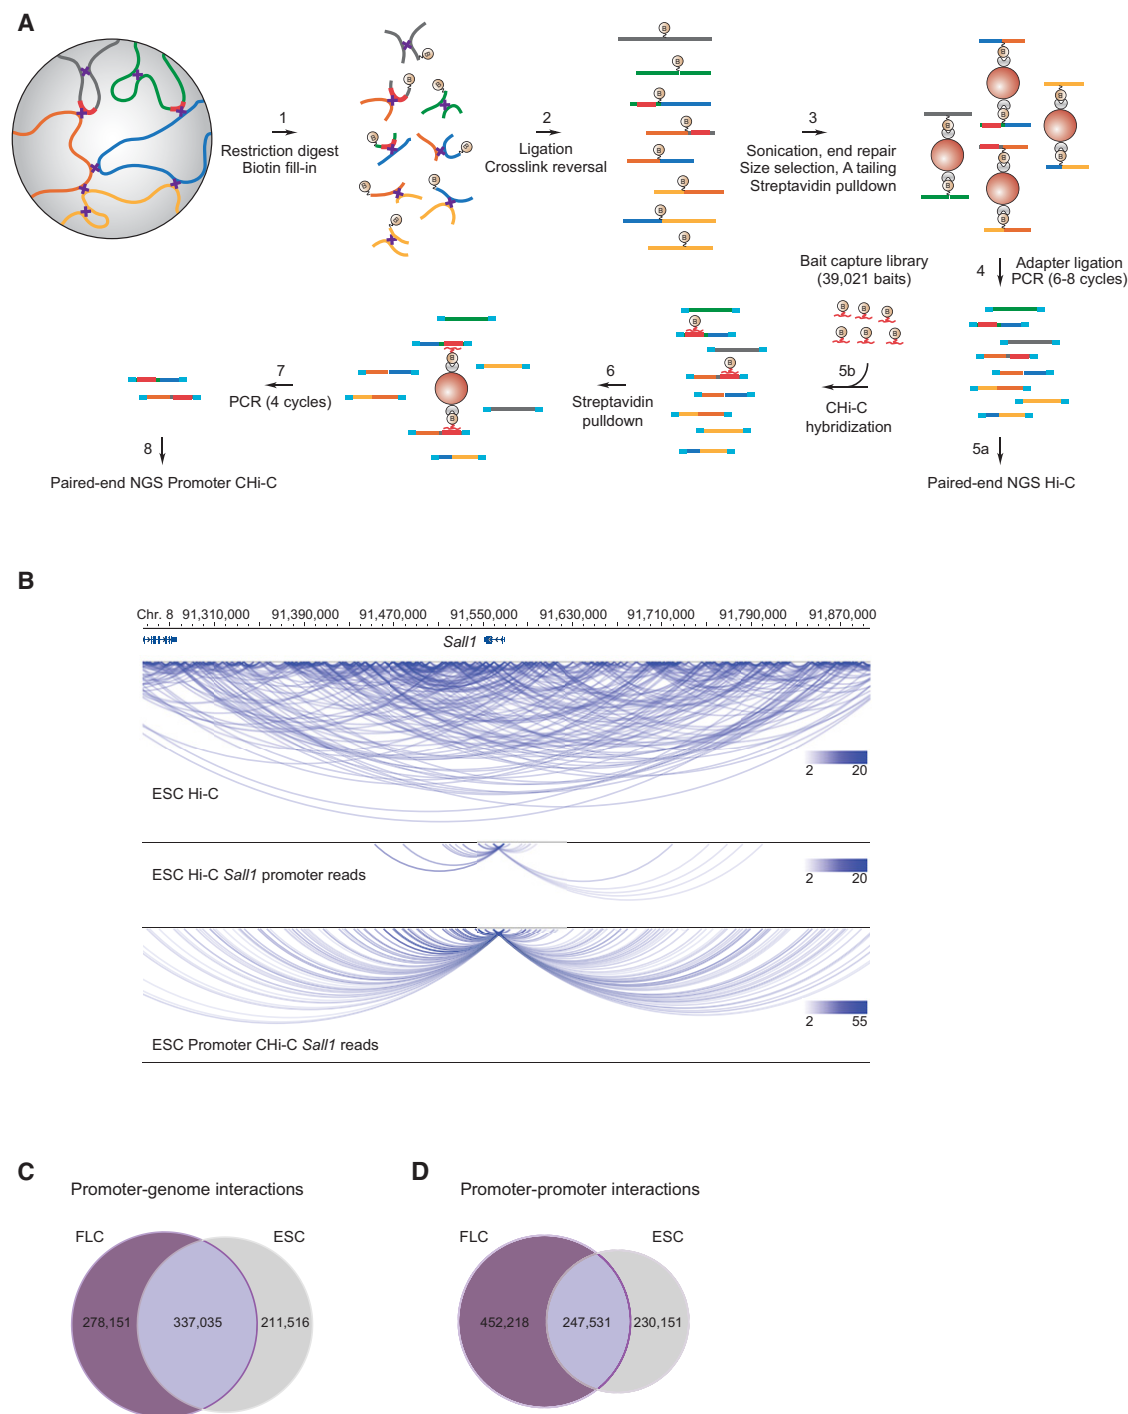 A
1
Restriction digest
Biotin fill-in
2
Ligation
Crosslink reversal
3
Sonication, end repair
Size selection, A tailing
Streptavidin pulldown
4
Adapter ligation
PCR (6-8 cycles)
Bait capture library
(39,021 baits)
5b
CHi-C
hybridization
5a
Paired-end NGS Hi-C
6
Streptavidin
pulldown
7
PCR (4 cycles)
8
Paired-end NGS Promoter CHi-C
B B B B B B B B
B B B B B B B B
B B B B B B B B
B B B B B B
B B
B B
B
Chr. 8 91,310,000 91,390,000 91,470,000 91,550,000 91,630,000 91,710,000 91,790,000 91,870,000
Sall1
2 20
ESC Hi-C
ESC Hi-C Sall1 promoter reads
2 20
2 55
ESC Promoter CHi-C Sall1 reads
C
Promoter-genome interactions
FLC ESC
278,151 337,035 211,516
D
Promoter-promoter interactions
FLC ESC
452,218 247,531 230,151